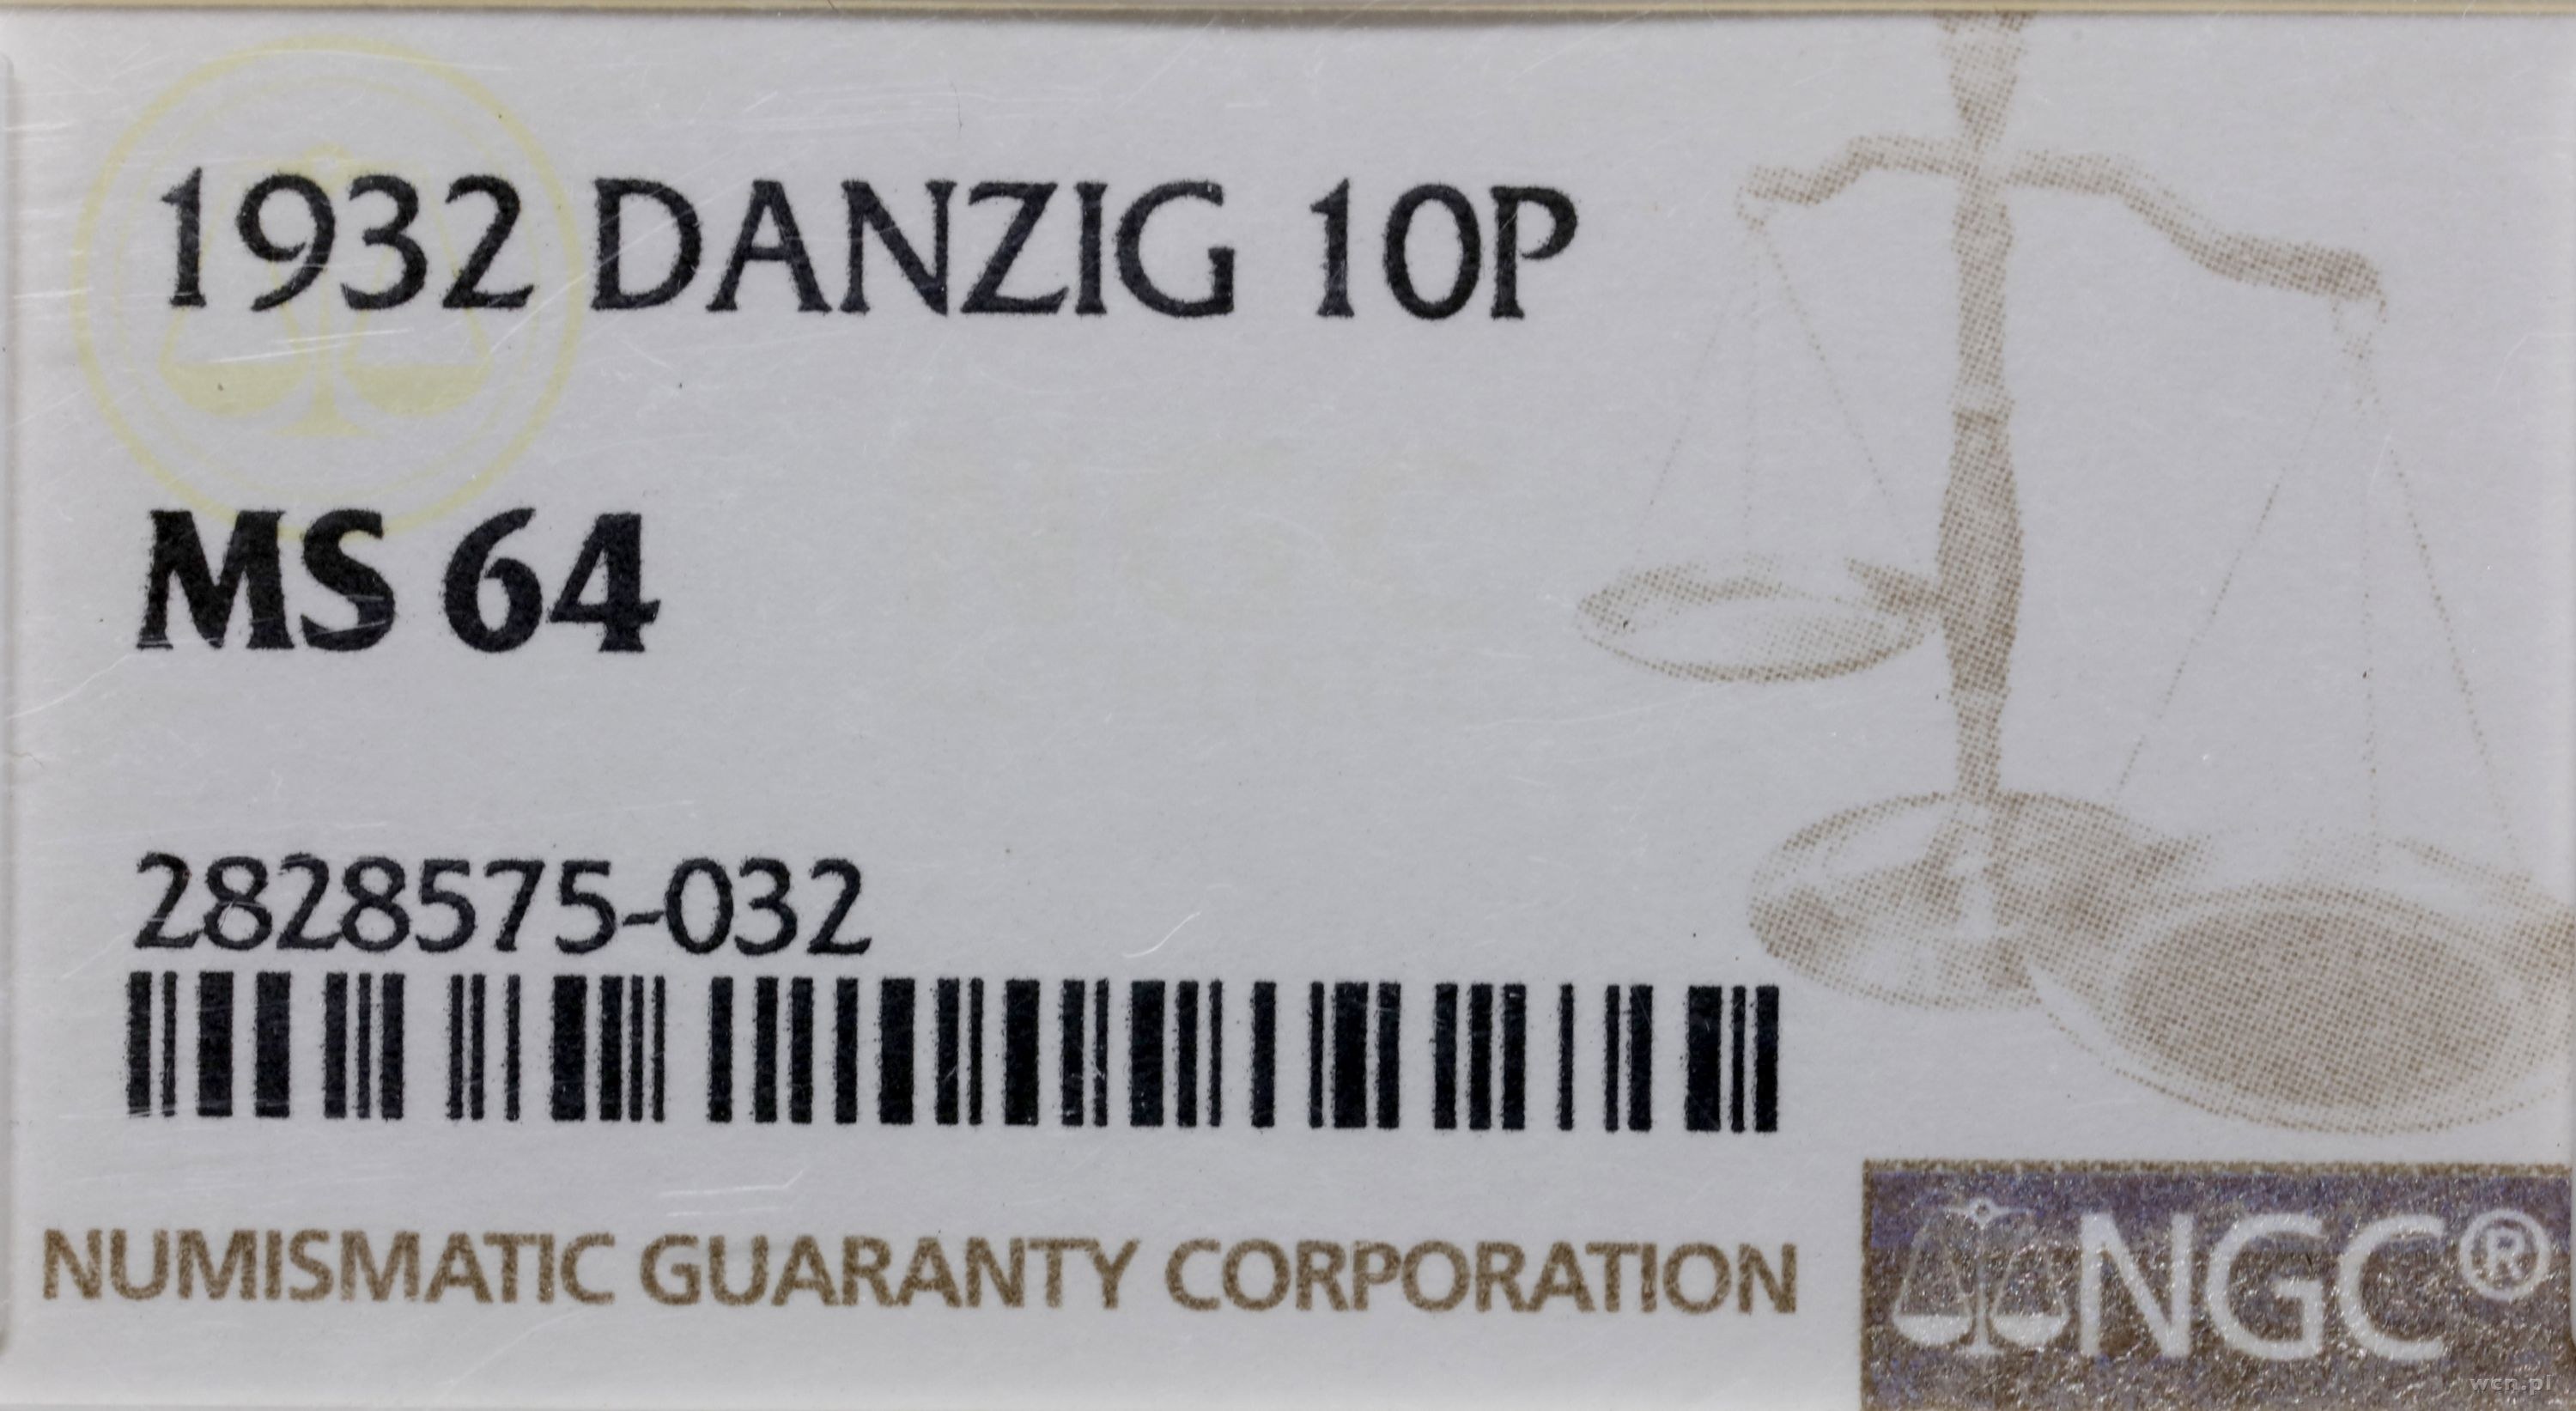 1932 DANZIG 10P
MS 64
2828575-032
NUMISMATIC GUARANTY CORPORATION
NGC®
wcn.pl